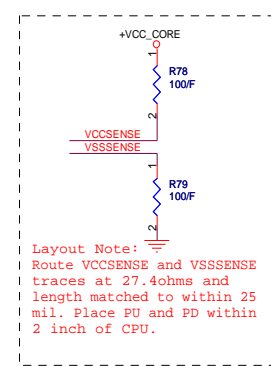 +VCC_CORE
1
R78
100/F
2
VCCSENSE
VSSSENSE
1
R79
100/F
2
Layout Note:
Route VCCSENSE and VSSSENSE
traces at 27.4ohms and
length matched to within 25
mil. Place PU and PD within
2 inch of CPU.